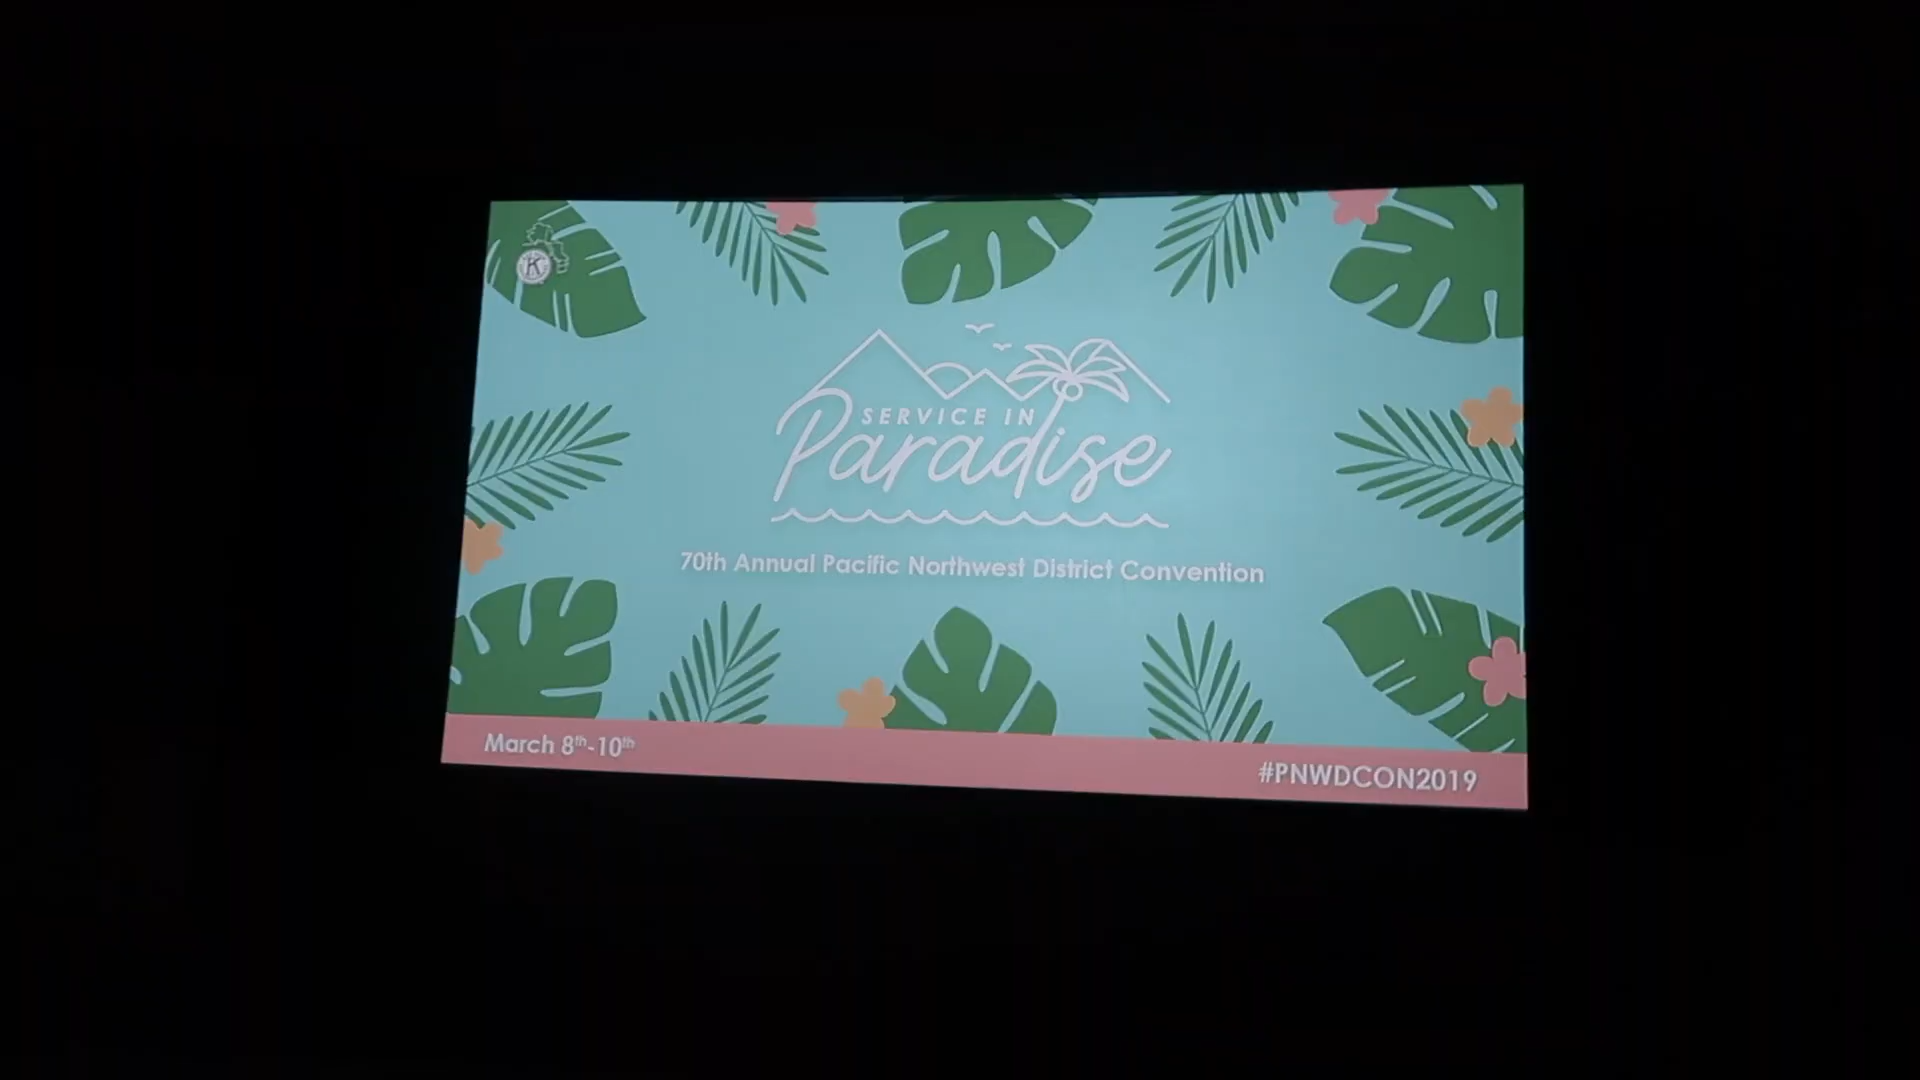 K
SERVICE IN
Paradise
70th Annual Pacific Northwest District Convention
March 8th-10th
#PNWDCON2019